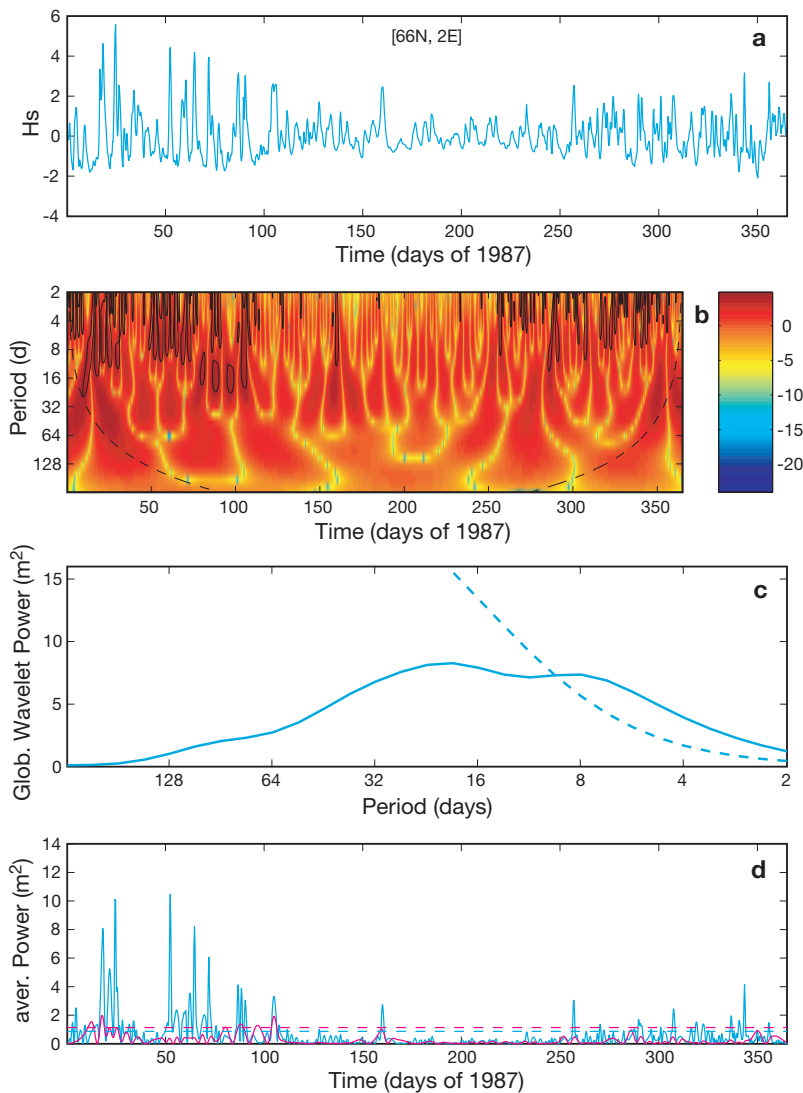 [66N, 2E]
a
Hs
6
4
2
0
-2
-4
50 100 150 200 250 300 350
Time (days of 1987)
b
Period (d)
2
4
8
16
32
64
128
50 100 150 200 250 300 350
Time (days of 1987)
0
-5
-10
-15
-20
c
Glob. Wavelet Power (m²)
15
10
5
0
128 64 32 16 8 4 2
Period (days)
d
aver. Power (m²)
14
12
10
8
6
4
2
0
50 100 150 200 250 300 350
Time (days of 1987)